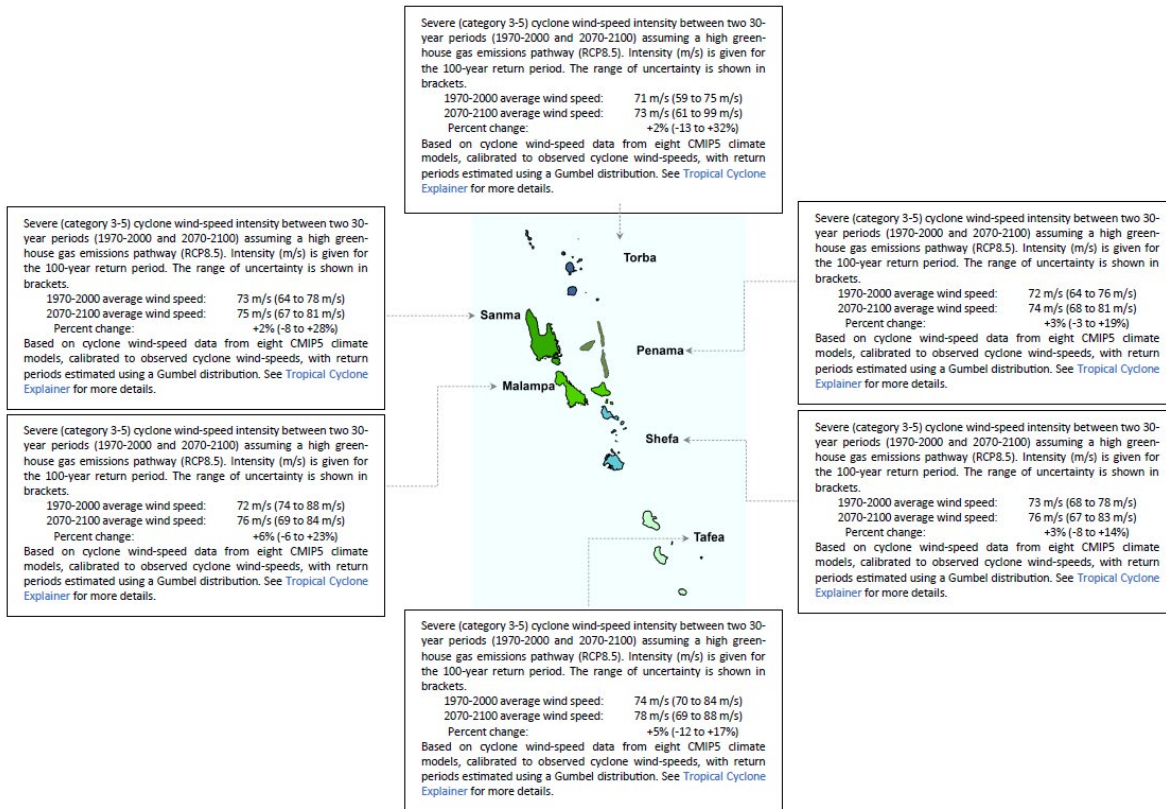 Severe (category 3-5) cyclone wind-speed intensity between two 30-
year periods (1970-2000 and 2070-2100) assuming a high green-
house gas emissions pathway (RCP8.5). Intensity (m/s) is given for
the 100-year return period. The range of uncertainty is shown in
brackets.
1970-2000 average wind speed: 71 m/s (59 to 75 m/s)
2070-2100 average wind speed: 73 m/s (61 to 99 m/s)
Percent change: +2% (-13 to +32%)
Based on cyclone wind-speed data from eight CMIP5 climate
models, calibrated to observed cyclone wind-speeds, with return
periods estimated using a Gumbel distribution. See Tropical Cyclone
Explainer for more details.
Severe (category 3-5) cyclone wind-speed intensity between two 30-
year periods (1970-2000 and 2070-2100) assuming a high green-
house gas emissions pathway (RCP8.5). Intensity (m/s) is given for
the 100-year return period. The range of uncertainty is shown in
brackets.
1970-2000 average wind speed: 73 m/s (64 to 78 m/s)
2070-2100 average wind speed: 75 m/s (67 to 81 m/s)
Percent change: +2% (-8 to +28%)
Based on cyclone wind-speed data from eight CMIP5 climate
models, calibrated to observed cyclone wind-speeds, with return
periods estimated using a Gumbel distribution. See Tropical Cyclone
Explainer for more details.
Torba
Sanma
Penama
Malampa
Shefa
Tafea
Severe (category 3-5) cyclone wind-speed intensity between two 30-
year periods (1970-2000 and 2070-2100) assuming a high green-
house gas emissions pathway (RCP8.5). Intensity (m/s) is given for
the 100-year return period. The range of uncertainty is shown in
brackets.
1970-2000 average wind speed: 72 m/s (64 to 76 m/s)
2070-2100 average wind speed: 74 m/s (68 to 81 m/s)
Percent change: +3% (-3 to +19%)
Based on cyclone wind-speed data from eight CMIP5 climate
models, calibrated to observed cyclone wind-speeds, with return
periods estimated using a Gumbel distribution. See Tropical Cyclone
Explainer for more details.
Severe (category 3-5) cyclone wind-speed intensity between two 30-
year periods (1970-2000 and 2070-2100) assuming a high green-
house gas emissions pathway (RCP8.5). Intensity (m/s) is given for
the 100-year return period. The range of uncertainty is shown in
brackets.
1970-2000 average wind speed: 72 m/s (74 to 88 m/s)
2070-2100 average wind speed: 76 m/s (69 to 84 m/s)
Percent change: +6% (-6 to +23%)
Based on cyclone wind-speed data from eight CMIP5 climate
models, calibrated to observed cyclone wind-speeds, with return
periods estimated using a Gumbel distribution. See Tropical Cyclone
Explainer for more details.
Severe (category 3-5) cyclone wind-speed intensity between two 30-
year periods (1970-2000 and 2070-2100) assuming a high green-
house gas emissions pathway (RCP8.5). Intensity (m/s) is given for
the 100-year return period. The range of uncertainty is shown in
brackets.
1970-2000 average wind speed: 73 m/s (68 to 78 m/s)
2070-2100 average wind speed: 76 m/s (67 to 83 m/s)
Percent change: +3% (-8 to +14%)
Based on cyclone wind-speed data from eight CMIP5 climate
models, calibrated to observed cyclone wind-speeds, with return
periods estimated using a Gumbel distribution. See Tropical Cyclone
Explainer for more details.
Severe (category 3-5) cyclone wind-speed intensity between two 30-
year periods (1970-2000 and 2070-2100) assuming a high green-
house gas emissions pathway (RCP8.5). Intensity (m/s) is given for
the 100-year return period. The range of uncertainty is shown in
brackets.
1970-2000 average wind speed: 74 m/s (70 to 84 m/s)
2070-2100 average wind speed: 78 m/s (69 to 88 m/s)
Percent change: +5% (-12 to +17%)
Based on cyclone wind-speed data from eight CMIP5 climate
models, calibrated to observed cyclone wind-speeds, with return
periods estimated using a Gumbel distribution. See Tropical Cyclone
Explainer for more details.